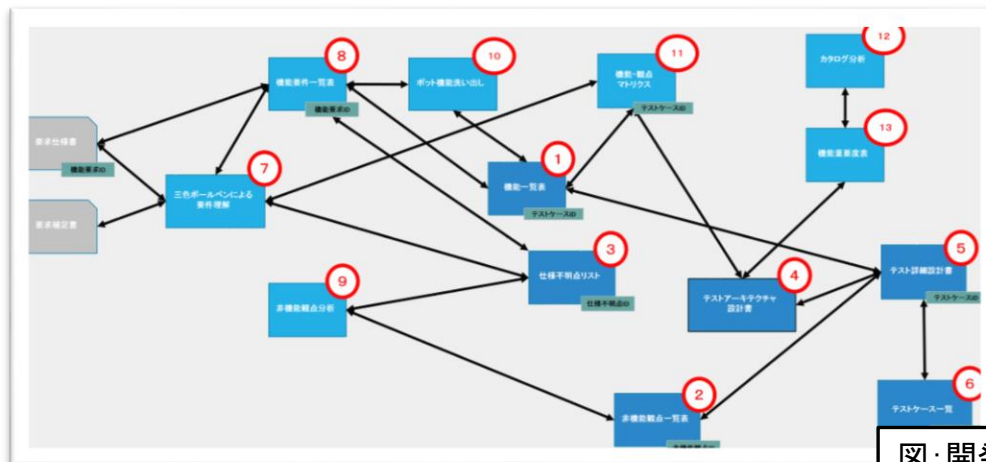 8
機能要件一覧表
機能要求ID
10
ボット機能洗い出し
11
機能・観点
マトリクス
テストケースID
12
カタログ分析
13
機能重要度表
要求仕様書
機能要求ID
7
三色ボールペンによる
要件理解
要求補足書
1
機能一覧表
テストケースID
3
仕様不明点リスト
仕様不明点ID
9
非機能観点分析
4
テストアーキテクチャ
設計書
5
テスト詳細設計書
テストケースID
2
非機能観点一覧表
6
テストケース一覧
図:開発